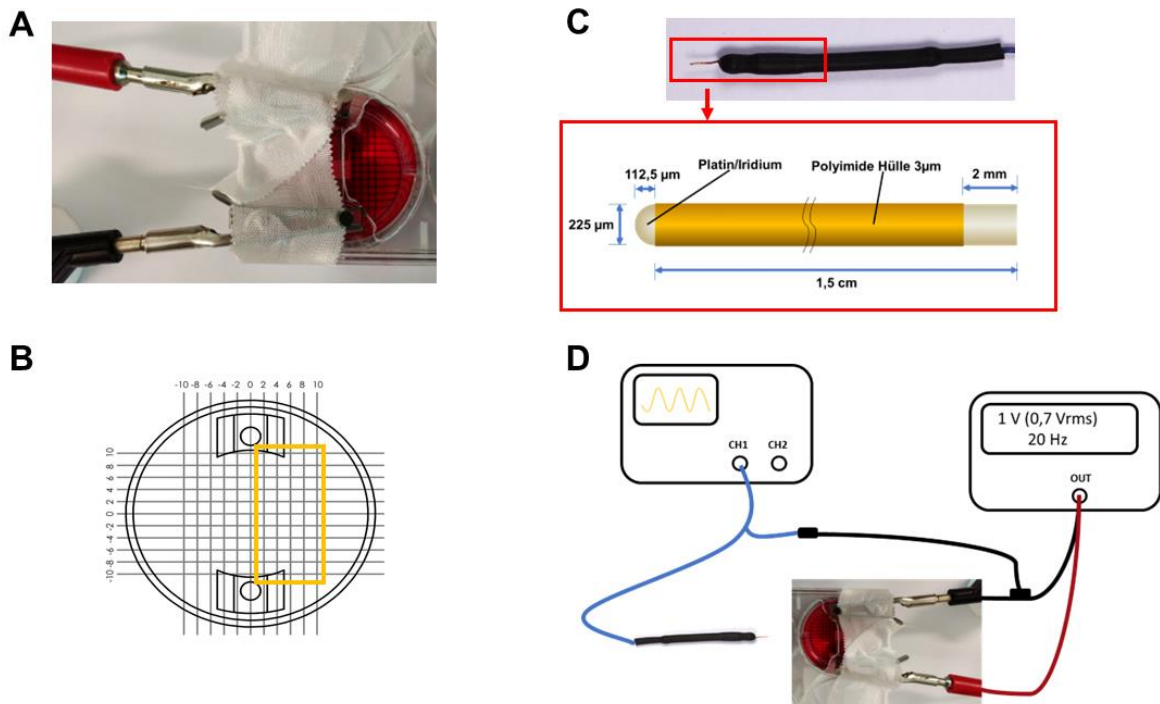 A
B
-10 -8 -6 -4 -2 0 2 4 6 8 10
10
8
6
4
2
0
-2
-4
-6
-8
-10
C
Platin/Iridium
Polyimide Hülle 3µm
112,5 µm
2 mm
225 µm
1,5 cm
D
CH1 CH2
1 V (0,7 Vrms)
20 Hz
OUT